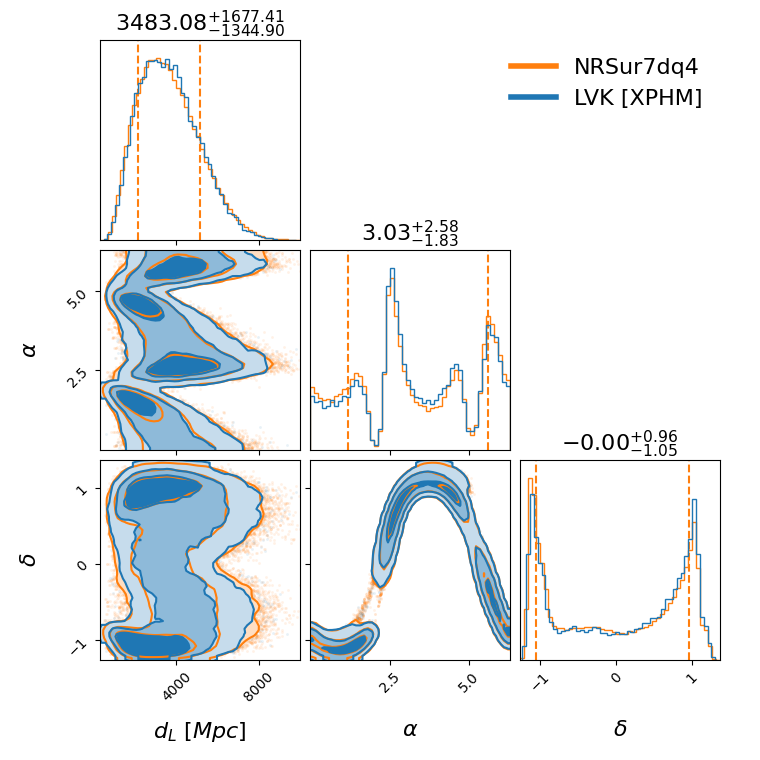 3483.08+1677.41−1344.90
NRSur7dq4
LVK [XPHM]
3.03+2.58−1.83
5.0
2.5
α
−0.00+0.96−1.05
1
0
−1
δ
4000
8000
2.5
5.0
−1
0
1
d_L [Mpc]
α
δ